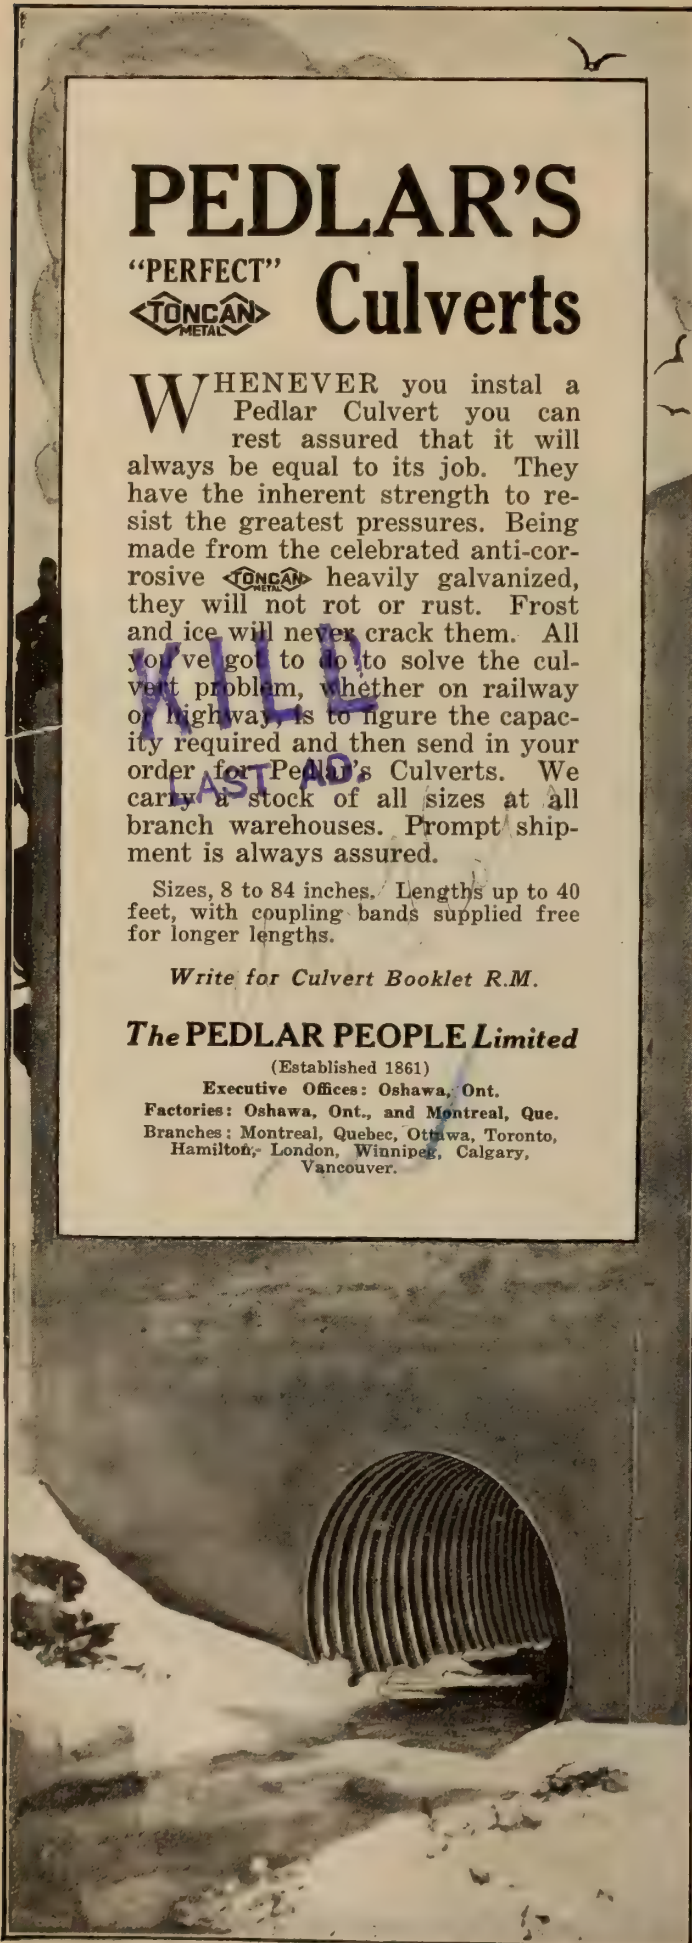 PEDLAR'S
"PERFECT"
TONCAN
METAL
Culverts
WHENEVER you instal a
Pedlar Culvert you can
rest assured that it will
always be equal to its job. They
have the inherent strength to re-
sist the greatest pressures. Being
made from the celebrated anti-cor-
rosive TONCAN METAL heavily galvanized,
they will not rot or rust. Frost
and ice will never crack them. All
you've got to do to solve the cul-
vert problem, whether on railway
or highway, is to figure the capac-
ity required and then send in your
order for Pedlar's Culverts. We
carry a stock of all sizes at all
branch warehouses. Prompt ship-
ment is always assured.
KILL
LAST AD.
Sizes, 8 to 84 inches. Lengths up to 40
feet, with coupling bands supplied free
for longer lengths.
Write for Culvert Booklet R.M.
The PEDLAR PEOPLE Limited
(Established 1861)
Executive Offices: Oshawa, Ont.
Factories: Oshawa, Ont., and Montreal, Que.
Branches: Montreal, Quebec, Ottawa, Toronto,
Hamilton, London, Winnipeg, Calgary,
Vancouver.